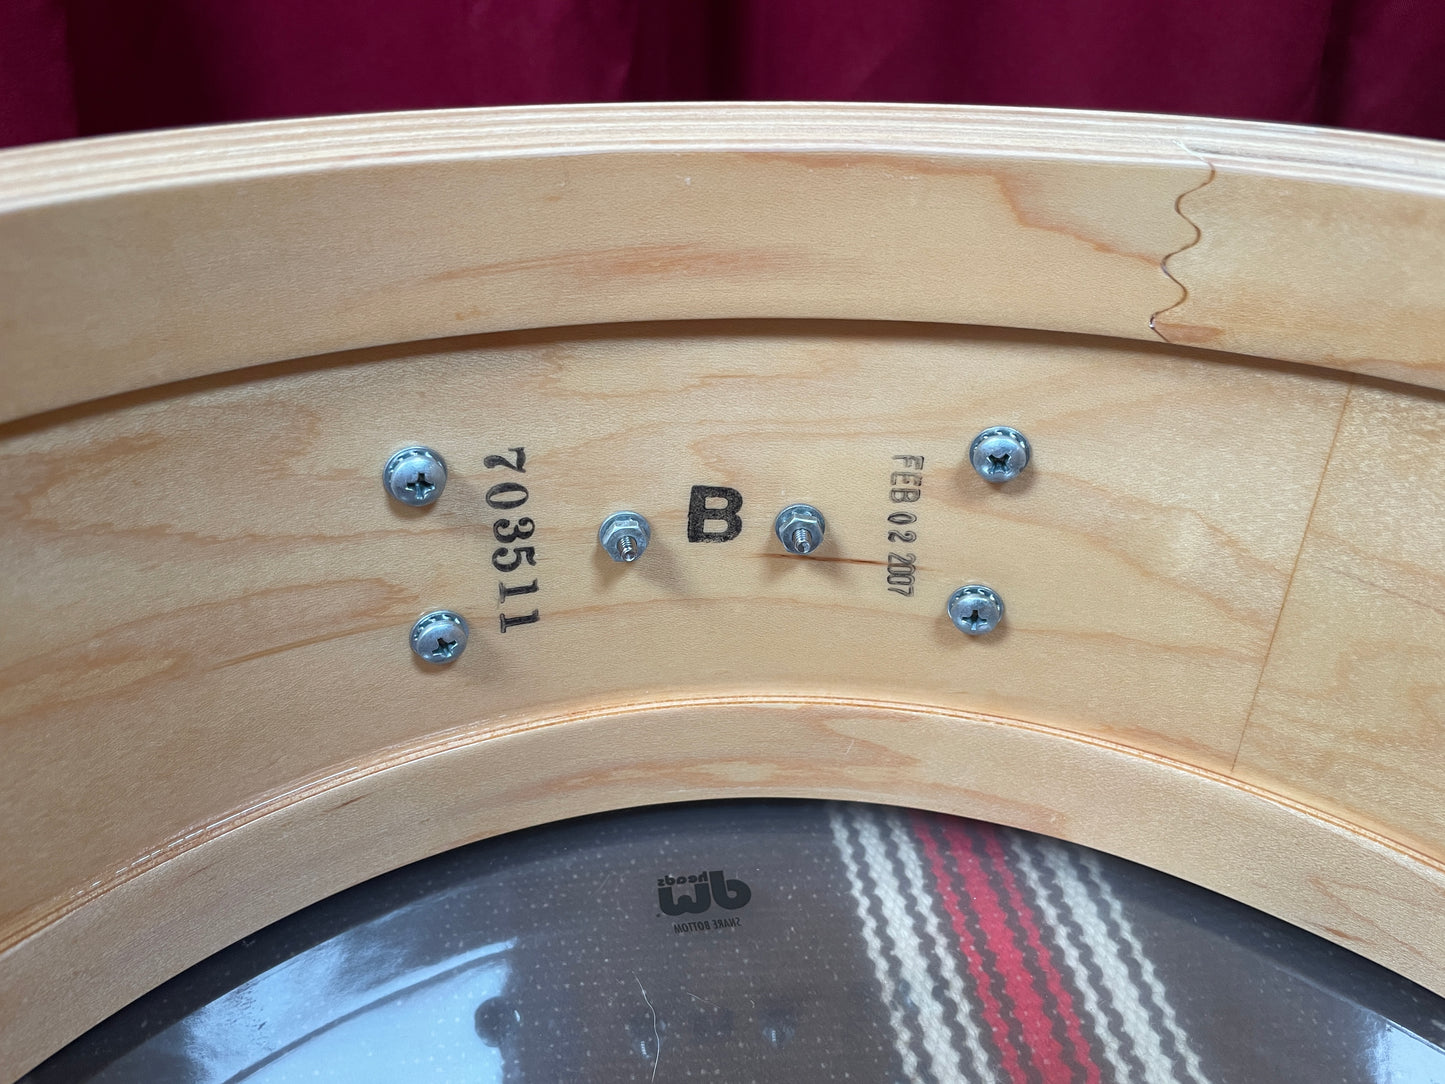 703511
B
FEB 02 2007
dw
heads
SNARE BOTTOM